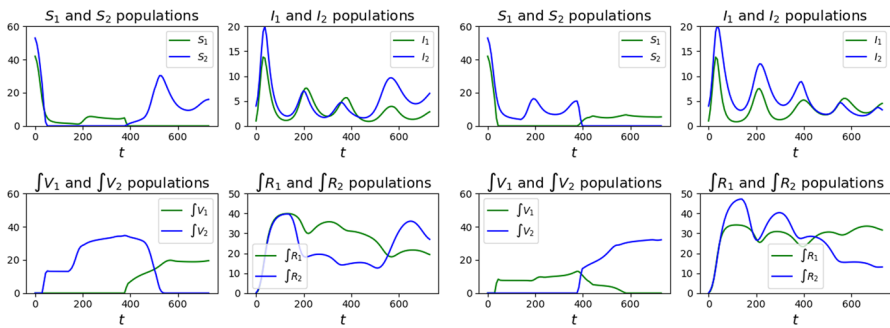 S₁ and S₂ populations
60
40
20
0
S₁
S₂
0 200 400 600
t
I₁ and I₂ populations
20
15
10
5
0
I₁
I₂
0 200 400 600
t
S₁ and S₂ populations
60
40
20
0
S₁
S₂
0 200 400 600
t
I₁ and I₂ populations
20
15
10
5
0
I₁
I₂
0 200 400 600
t
∫V₁ and ∫V₂ populations
60
40
20
0
∫V₁
∫V₂
0 200 400 600
t
∫R₁ and ∫R₂ populations
50
40
30
20
10
0
∫R₁
∫R₂
0 200 400 600
t
∫V₁ and ∫V₂ populations
60
40
20
0
∫V₁
∫V₂
0 200 400 600
t
∫R₁ and ∫R₂ populations
50
40
30
20
10
0
∫R₁
∫R₂
0 200 400 600
t